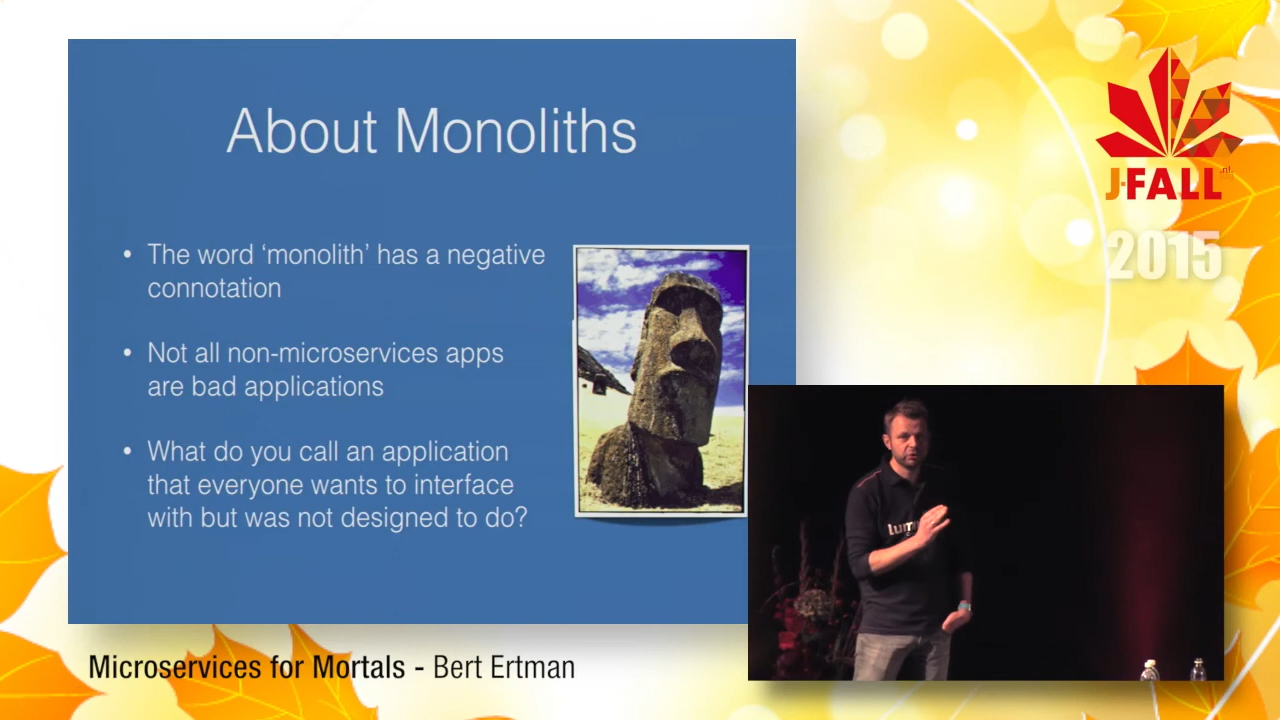 About Monoliths
• The word ‘monolith’ has a negative
connotation
• Not all non-microservices apps
are bad applications
• What do you call an application
that everyone wants to interface
with but was not designed to do?
J-FALL.nl
2015
Microservices for Mortals - Bert Ertman